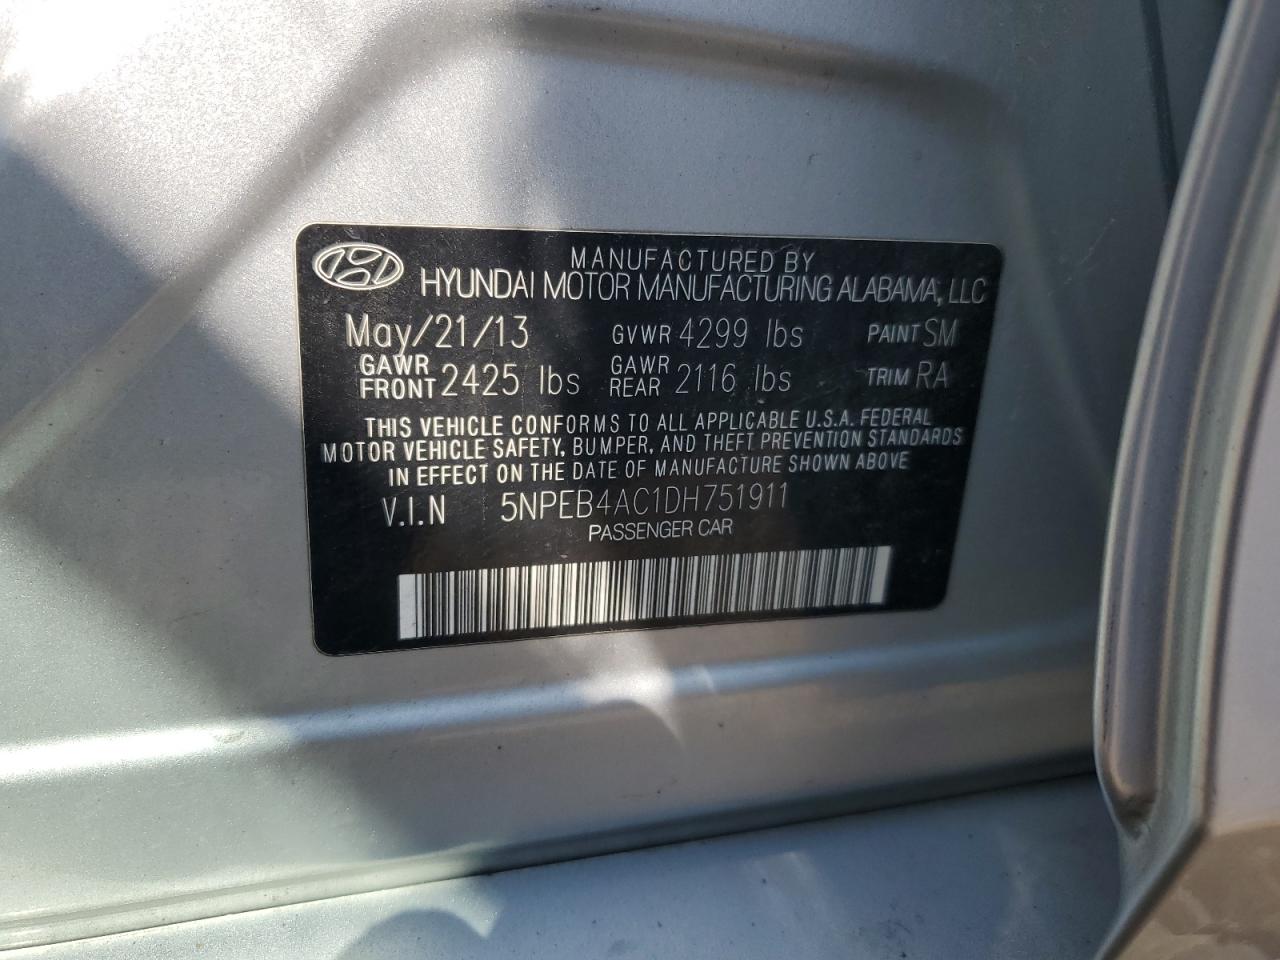 MANUFACTURED BY
HYUNDAI MOTOR MANUFACTURING ALABAMA, LLC
May/21/13 GVWR 4299 lbs PAINT SM
GAWR FRONT 2425 lbs GAWR REAR 2116 lbs TRIM RA
THIS VEHICLE CONFORMS TO ALL APPLICABLE U.S.A. FEDERAL
MOTOR VEHICLE SAFETY, BUMPER, AND THEFT PREVENTION STANDARDS
IN EFFECT ON THE DATE OF MANUFACTURE SHOWN ABOVE
V.I.N 5NPEB4AC1DH751911
PASSENGER CAR